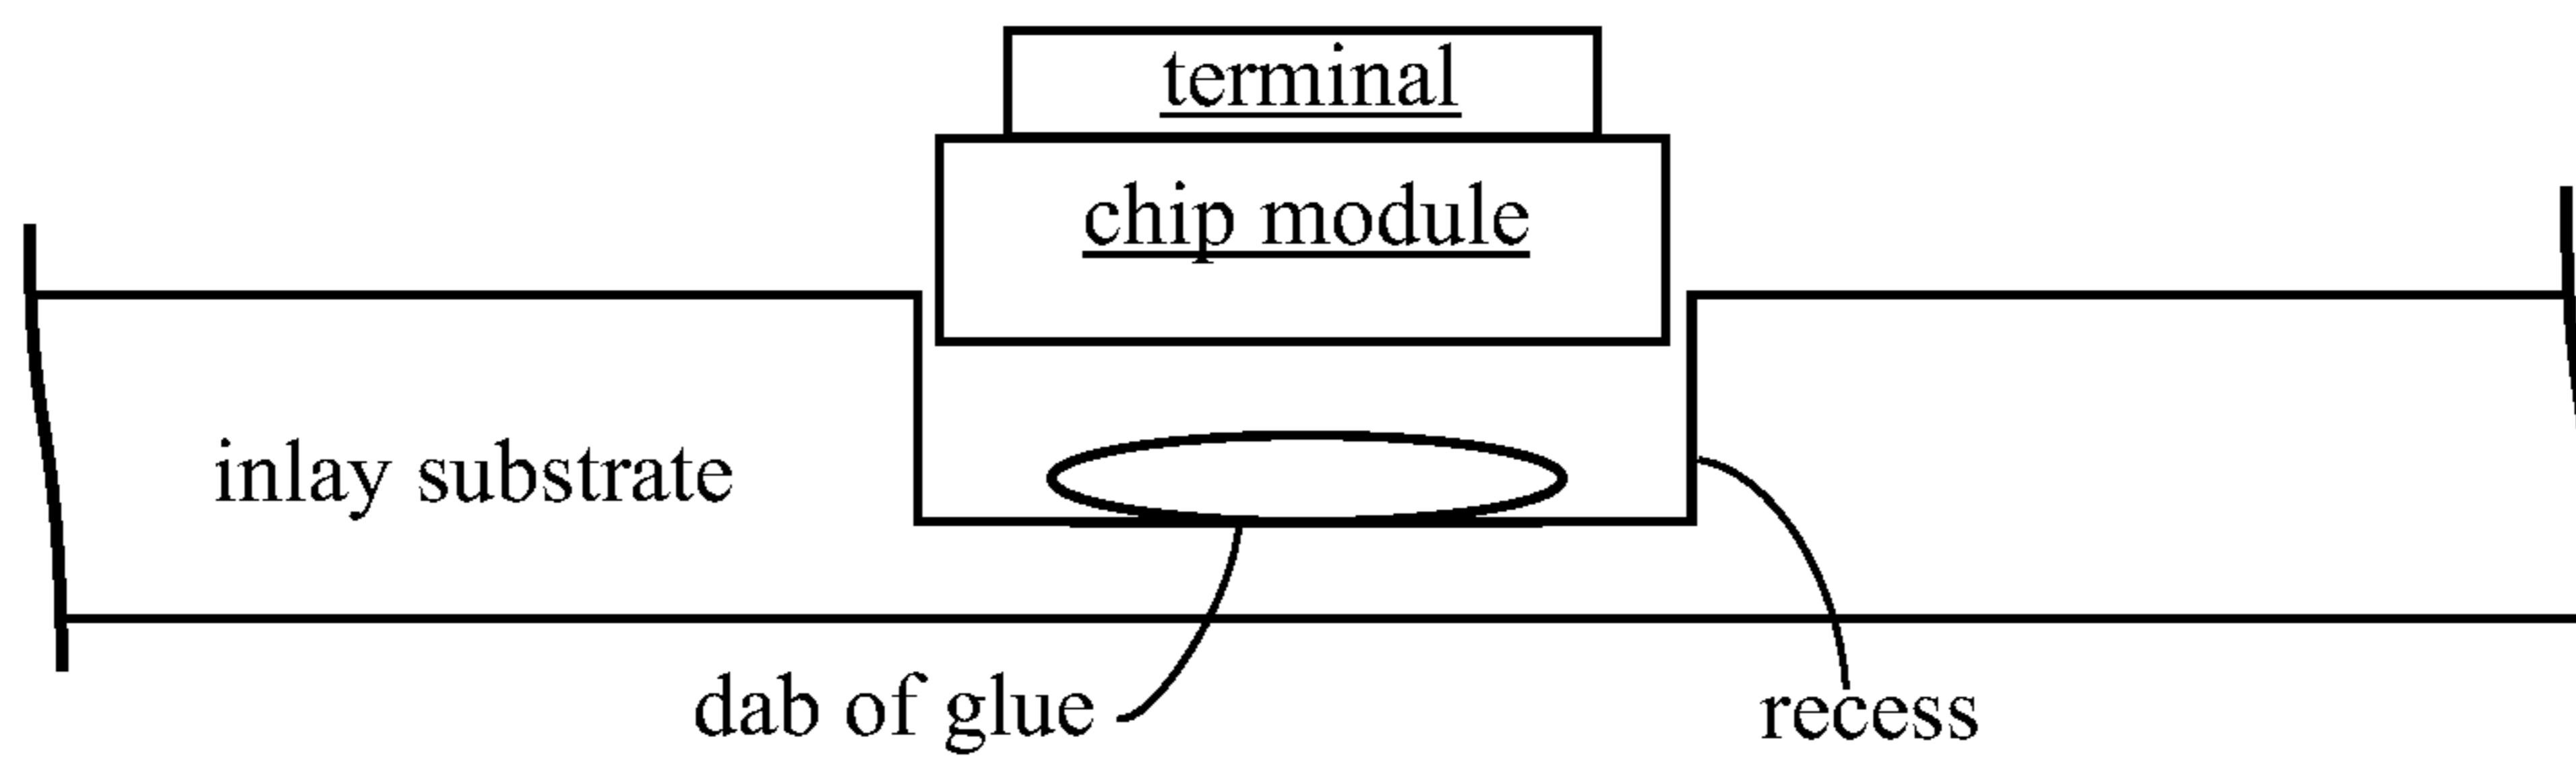 terminal
chip module
inlay substrate
dab of glue
recess